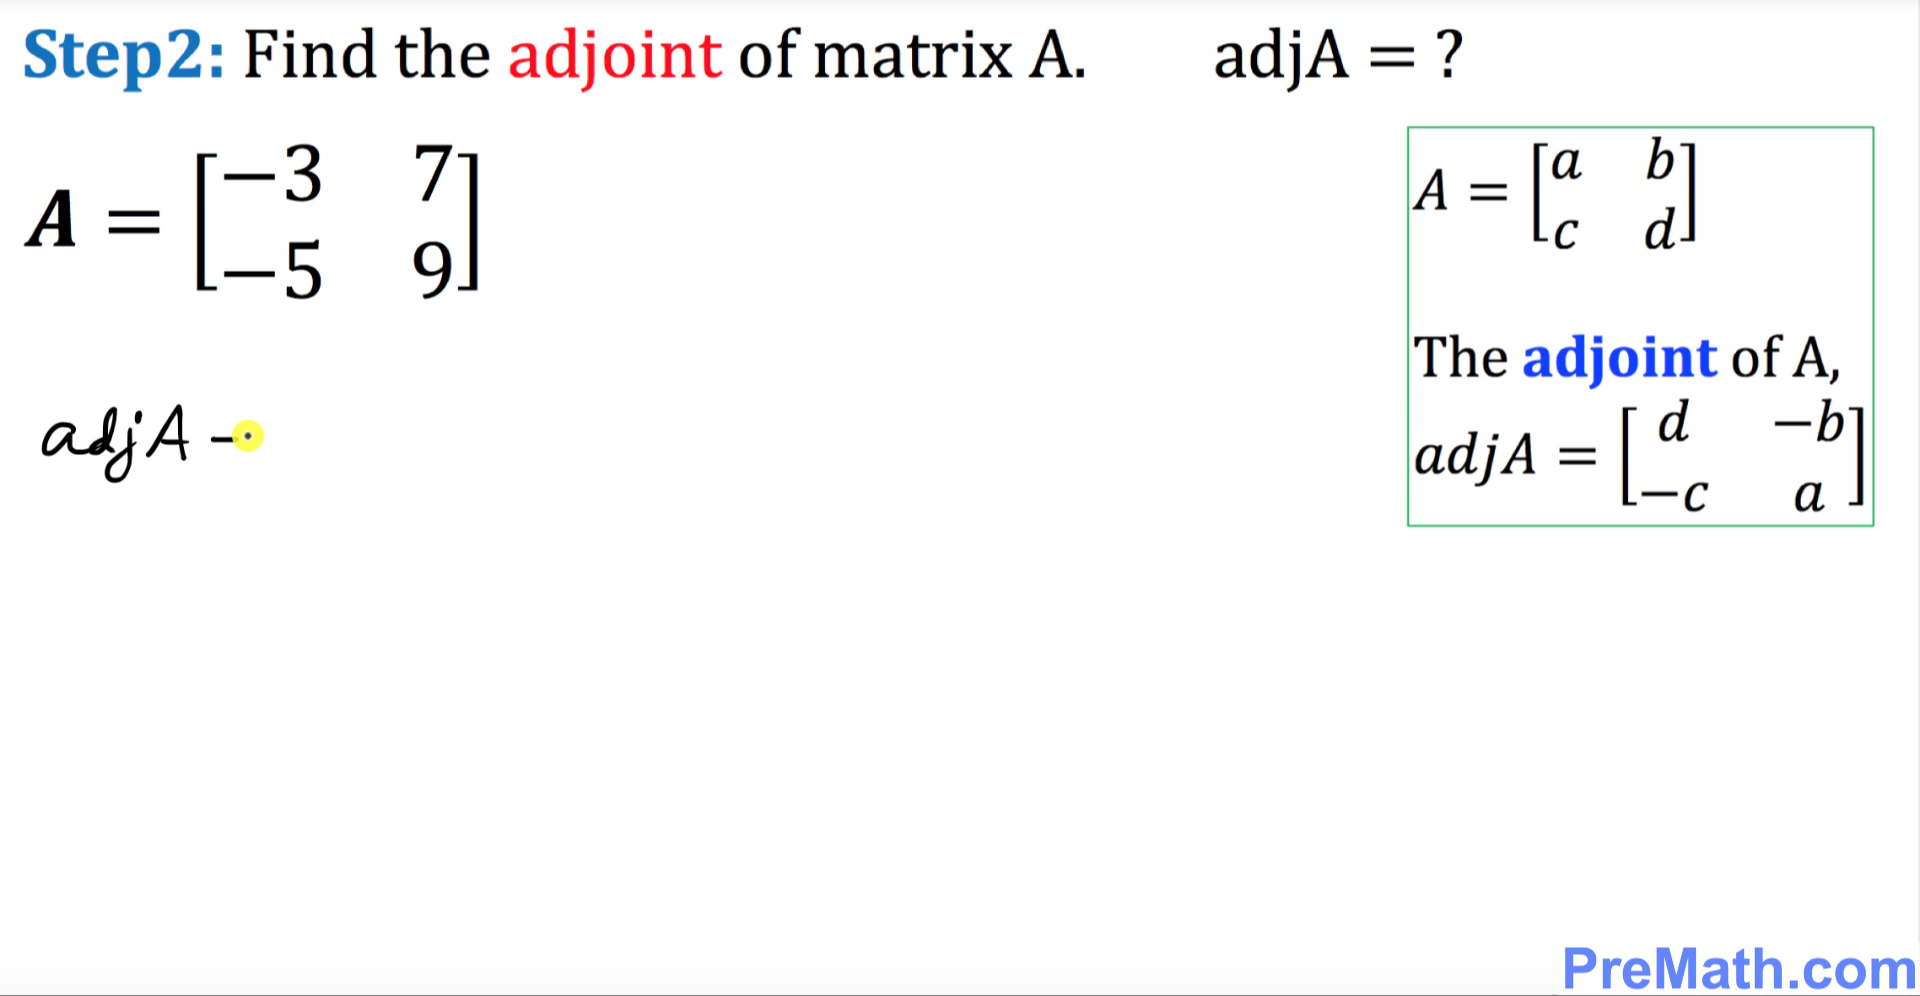 Step2: Find the adjoint of matrix A. adjA = ?
A = [−3 7
−5 9]
adjA −
A = [a b
c d]
The adjoint of A,
adjA = [d −b
−c a]
PreMath.com